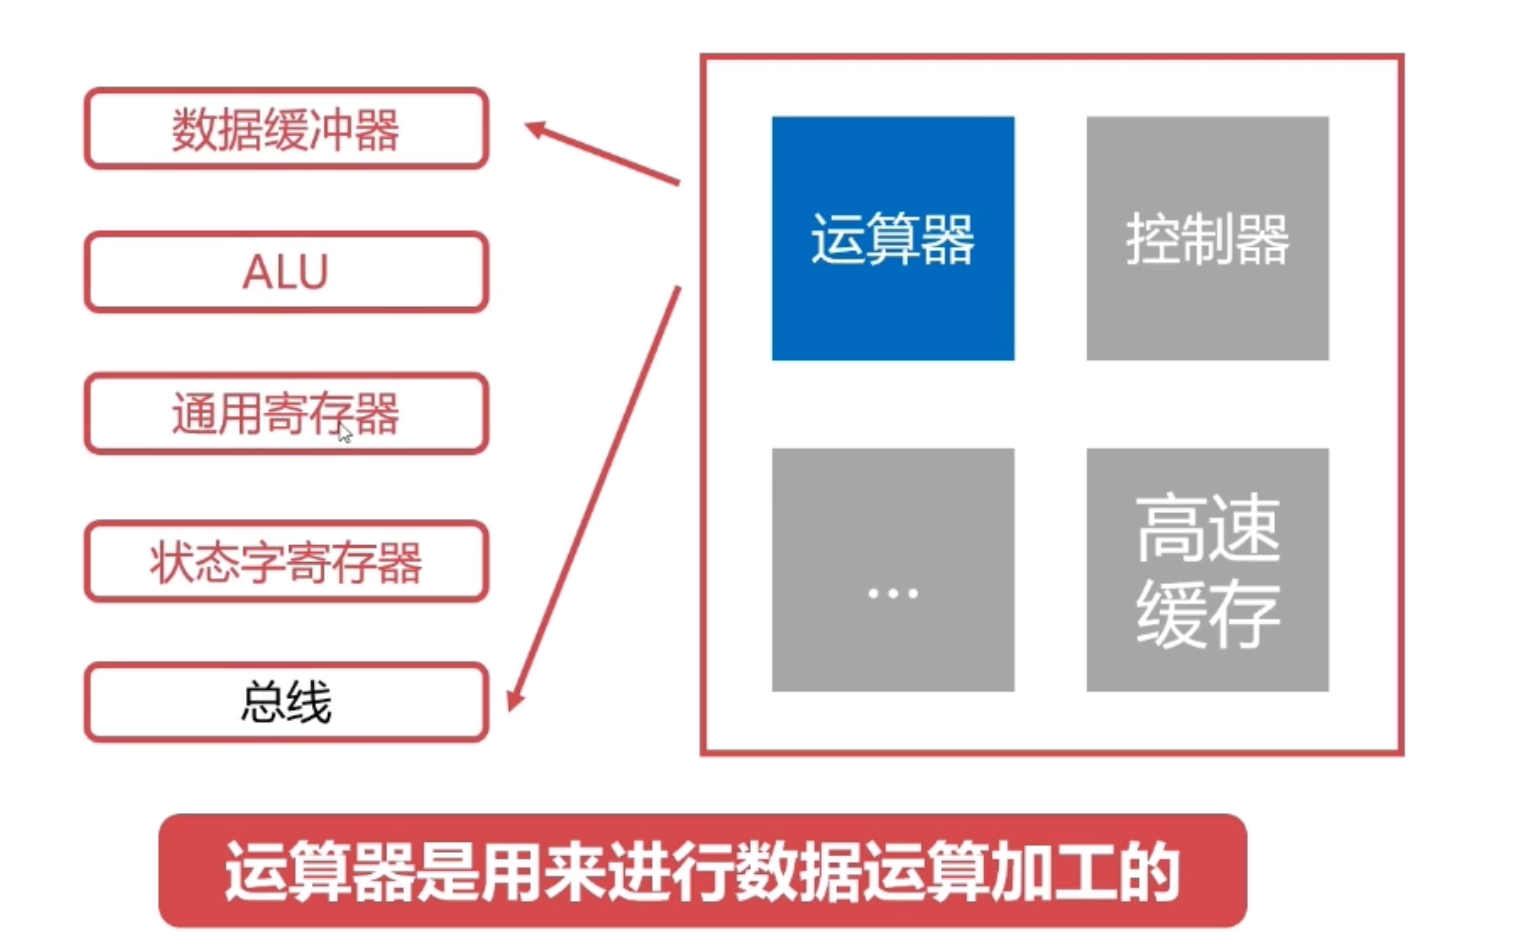 数据缓冲器
ALU
通用寄存器
状态字寄存器
总线
运算器
控制器
...
高速
缓存
运算器是用来进行数据运算加工的